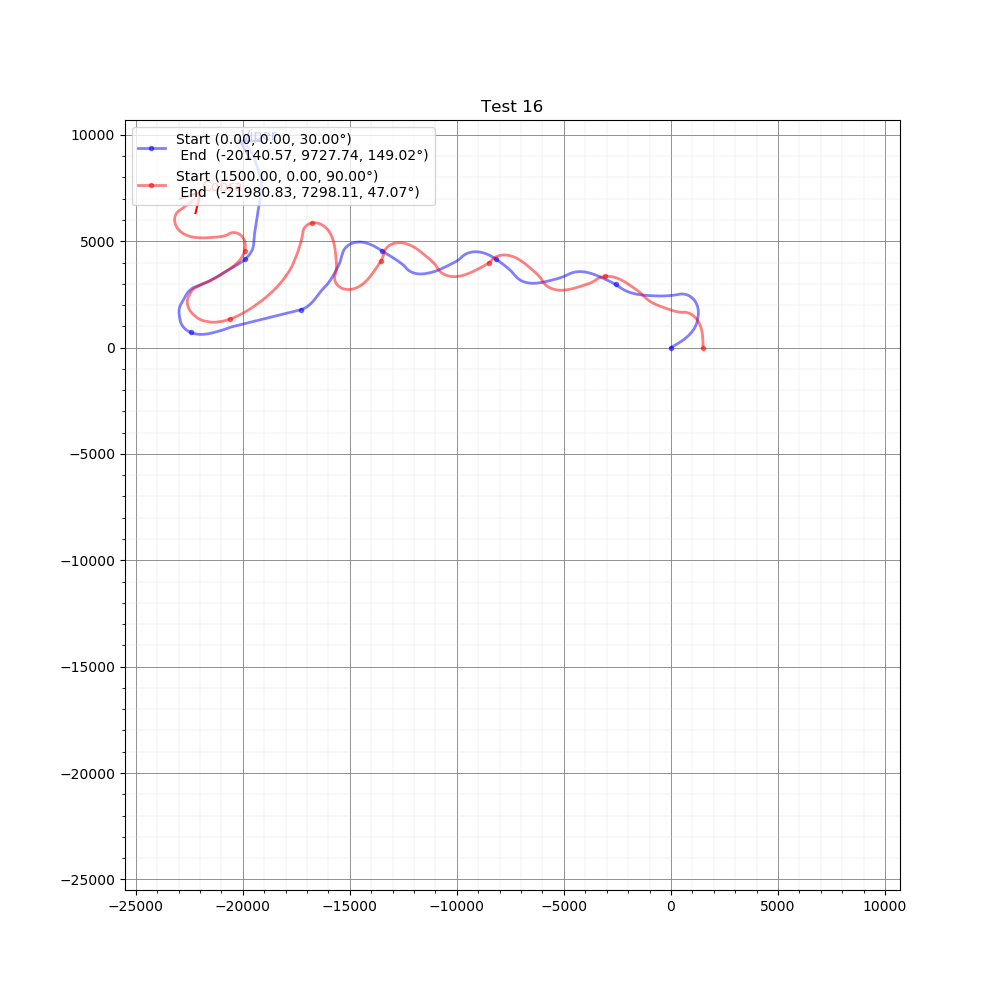 Test 16
Start (0.00, 0.00, 30.00°)
End (-20140.57, 9727.74, 149.02°)
Start (1500.00, 0.00, 90.00°)
End (-21980.83, 7298.11, 47.07°)
10000
5000
0
−5000
−10000
−15000
−20000
−25000
−25000 −20000 −15000 −10000 −5000 0 5000 10000